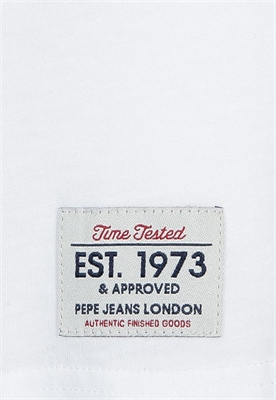 Time Tested
EST. 1973
& APPROVED
PEPE JEANS LONDON
AUTHENTIC FINISHED GOODS